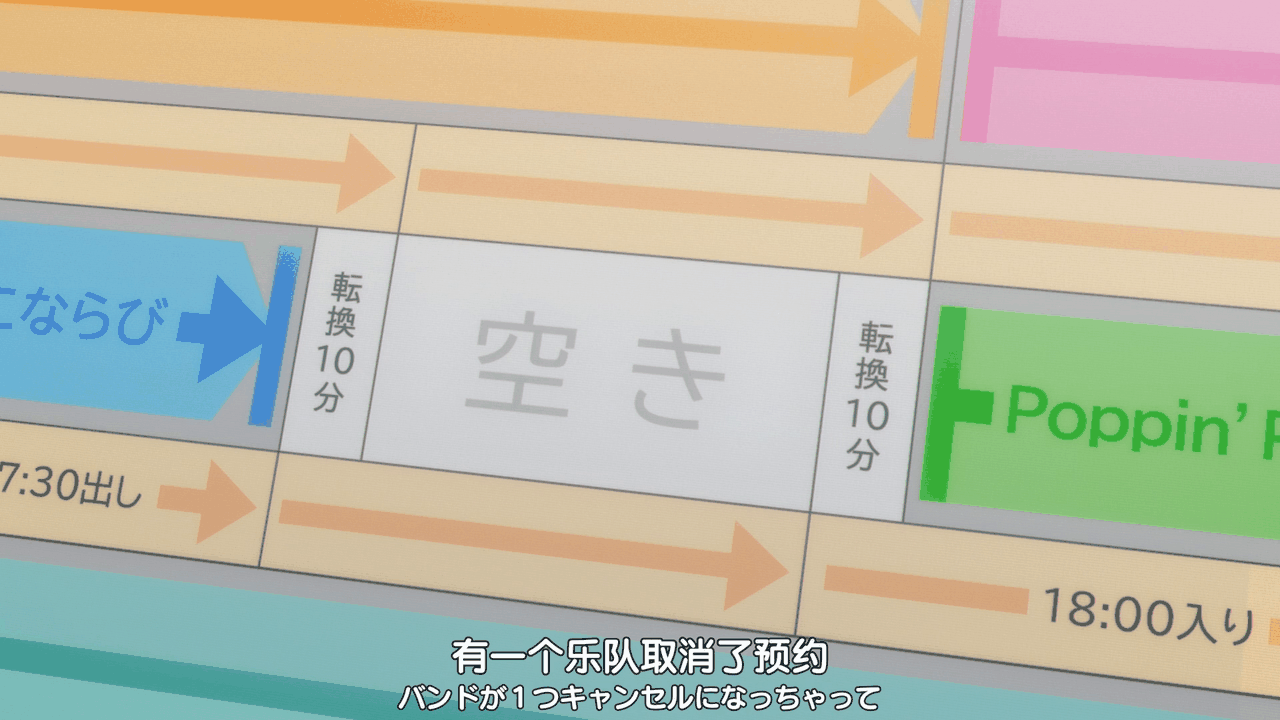 こならび
転換10分
空き
転換10分
Poppin'
7:30出し
18:00入り
有一个乐队取消了预约
バンドが1つキャンセルになっちゃって